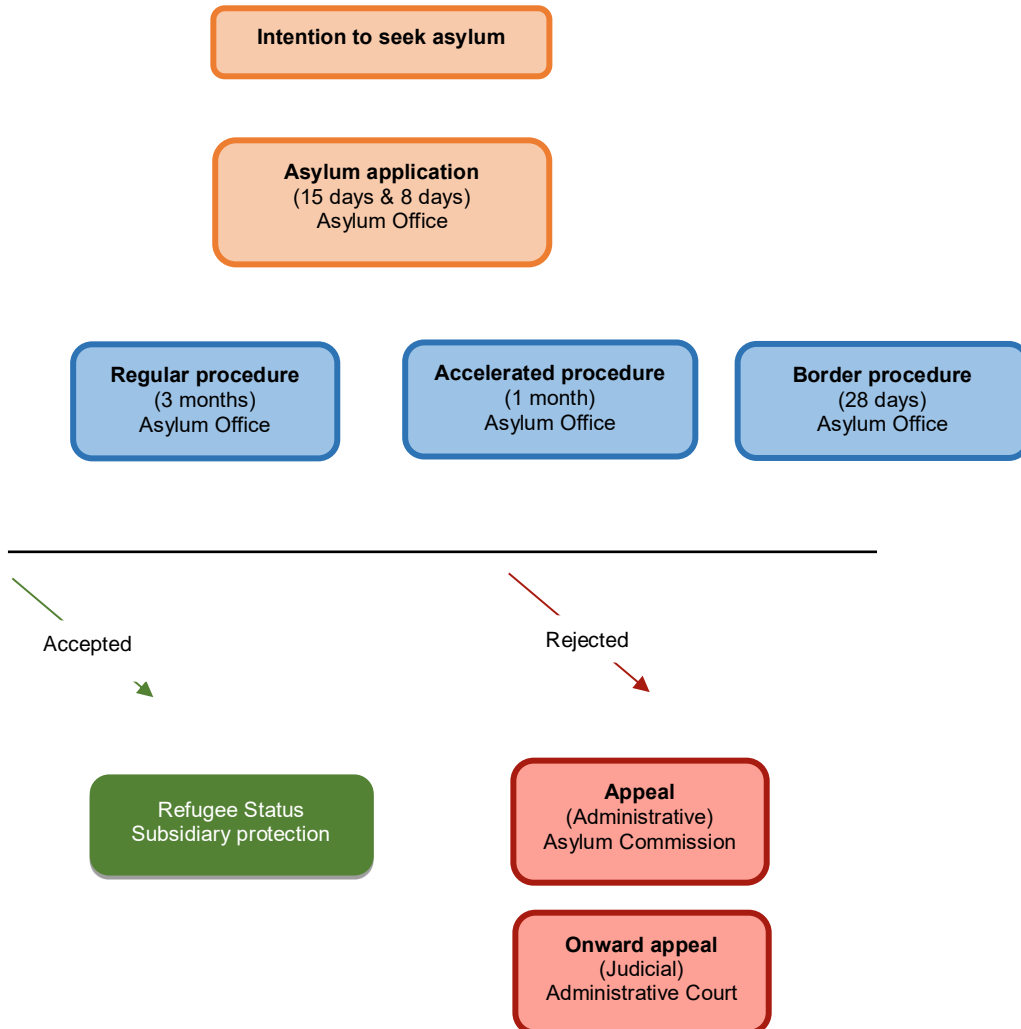 Intention to seek asylum
Asylum application
(15 days & 8 days)
Asylum Office
Regular procedure
(3 months)
Asylum Office
Accelerated procedure
(1 month)
Asylum Office
Border procedure
(28 days)
Asylum Office
Accepted
Rejected
Refugee Status
Subsidiary protection
Appeal
(Administrative)
Asylum Commission
Onward appeal
(Judicial)
Administrative Court